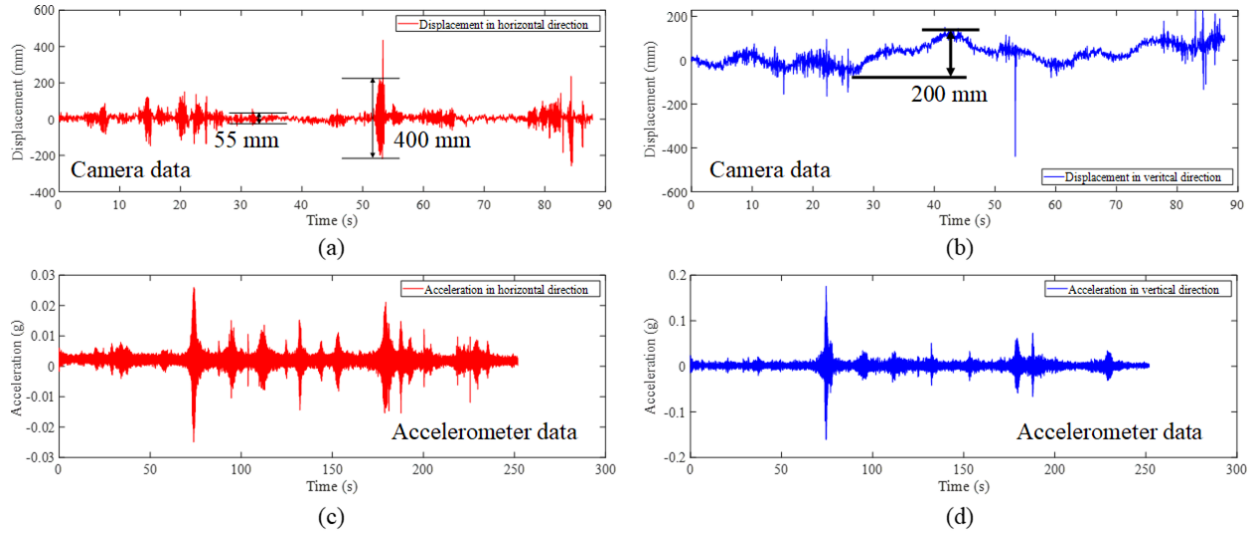 600
400
200
0
-200
-400
Displacement (mm)
Displacement in horizontal direction
55 mm
400 mm
Camera data
0 10 20 30 40 50 60 70 80 90
Time (s)
(a)
200
0
-200
-400
-600
Displacement (mm)
200 mm
Camera data
Displacement in veritcal direction
0 10 20 30 40 50 60 70 80 90
Time (s)
(b)
0.03
0.02
0.01
0
-0.01
-0.02
-0.03
Acceleration (g)
Acceleration in horizontal direction
Accelerometer data
0 50 100 150 200 250 300
Time (s)
(c)
0.2
0.1
0
-0.1
-0.2
Acceleration (g)
Acceleration in vertical direction
Accelerometer data
0 50 100 150 200 250 300
Time (s)
(d)